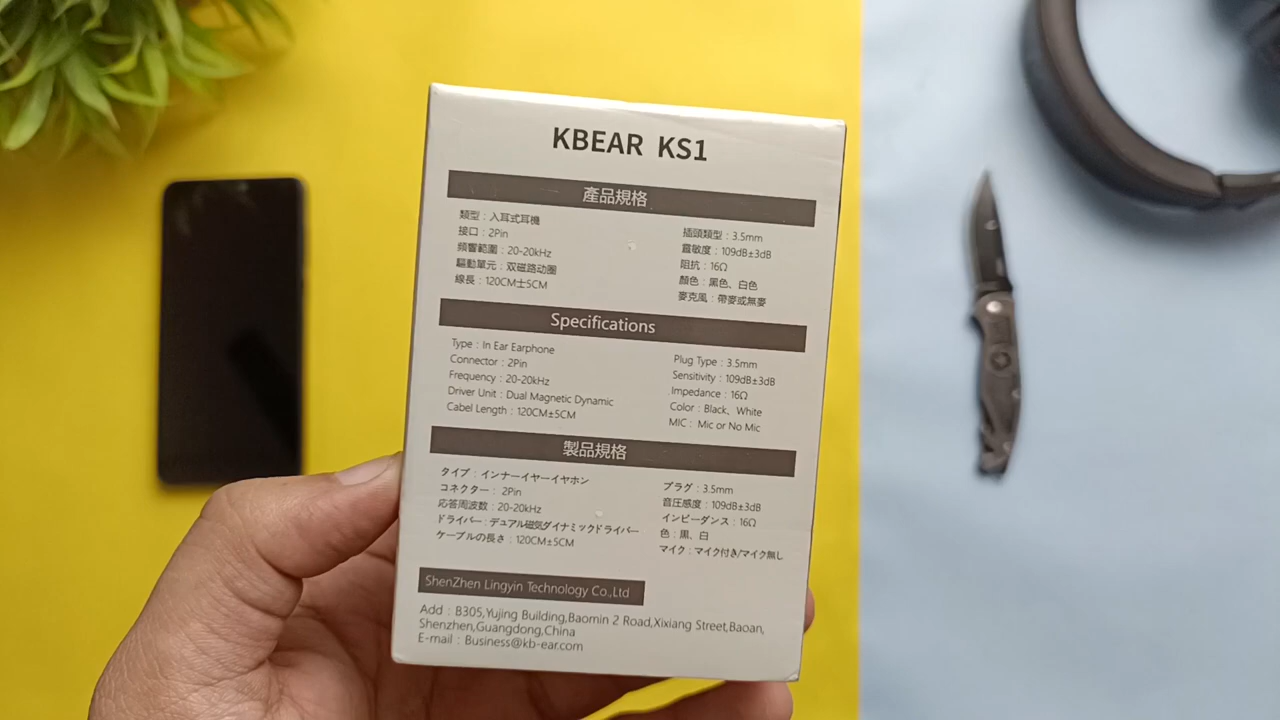 KBEAR KS1
產品規格
類型：入耳式耳機
接口：2Pin
頻響範圍：20-20kHz
驅動單元：双磁路动圈
線長：120CM士5CM
插頭類型：3.5mm
靈敏度：109dB±3dB
阻抗：16Ω
顏色：黑色、白色
麥克風：帶麥或無麥
Specifications
Type：In Ear Earphone
Connector：2Pin
Frequency：20-20kHz
Driver Unit：Dual Magnetic Dynamic
Cabel Length：120CM±5CM
Plug Type：3.5mm
Sensitivity：109dB±3dB
Impedance：16Ω
Color：Black、White
MIC：Mic or No Mic
製品規格
タイプ：インナーイヤーイヤホン
コネクター：2Pin
応答周波数：20-20kHz
ドライバー：デュアル磁気ダイナミックドライバー
ケーブルの長さ：120CM±5CM
プラグ：3.5mm
音圧感度：109dB±3dB
インピーダンス：16Ω
色：黒、白
マイク：マイク付き/マイク無し
ShenZhen Lingyin Technology Co.,Ltd
Add：B305,Yujing Building,Baomin 2 Road,Xixiang Street,Baoan,
Shenzhen,Guangdong,China
E-mail：Business@kb-ear.com